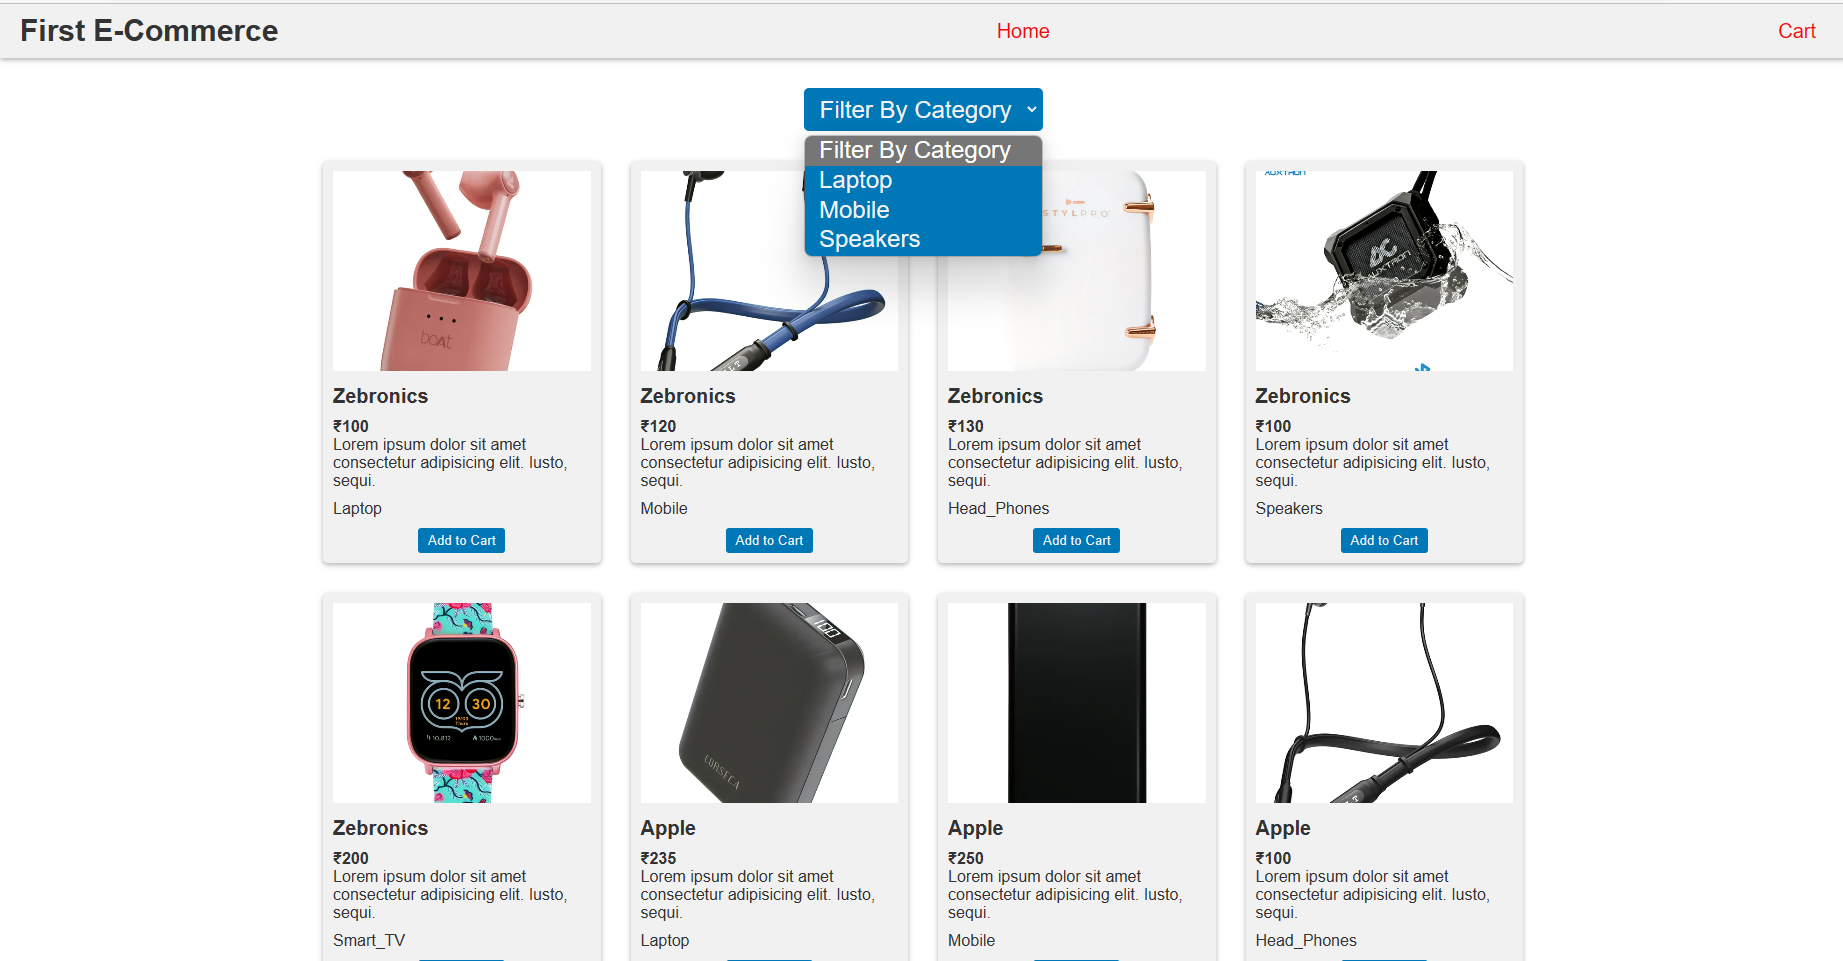 First E-Commerce
Home
Cart
Filter By Category
Filter By Category
Laptop
Mobile
Speakers
boAt
STYLPRO
AUXTRON
AUXTRON
Zebronics
₹100
Lorem ipsum dolor sit amet
consectetur adipisicing elit. Iusto,
sequi.
Laptop
Add to Cart
Zebronics
₹120
Lorem ipsum dolor sit amet
consectetur adipisicing elit. Iusto,
sequi.
Mobile
Add to Cart
Zebronics
₹130
Lorem ipsum dolor sit amet
consectetur adipisicing elit. Iusto,
sequi.
Head_Phones
Add to Cart
Zebronics
₹100
Lorem ipsum dolor sit amet
consectetur adipisicing elit. Iusto,
sequi.
Speakers
Add to Cart
12 30
100
CORSECA
Zebronics
₹200
Lorem ipsum dolor sit amet
consectetur adipisicing elit. Iusto,
sequi.
Smart_TV
Apple
₹235
Lorem ipsum dolor sit amet
consectetur adipisicing elit. Iusto,
sequi.
Laptop
Apple
₹250
Lorem ipsum dolor sit amet
consectetur adipisicing elit. Iusto,
sequi.
Mobile
Apple
₹100
Lorem ipsum dolor sit amet
consectetur adipisicing elit. Iusto,
sequi.
Head_Phones